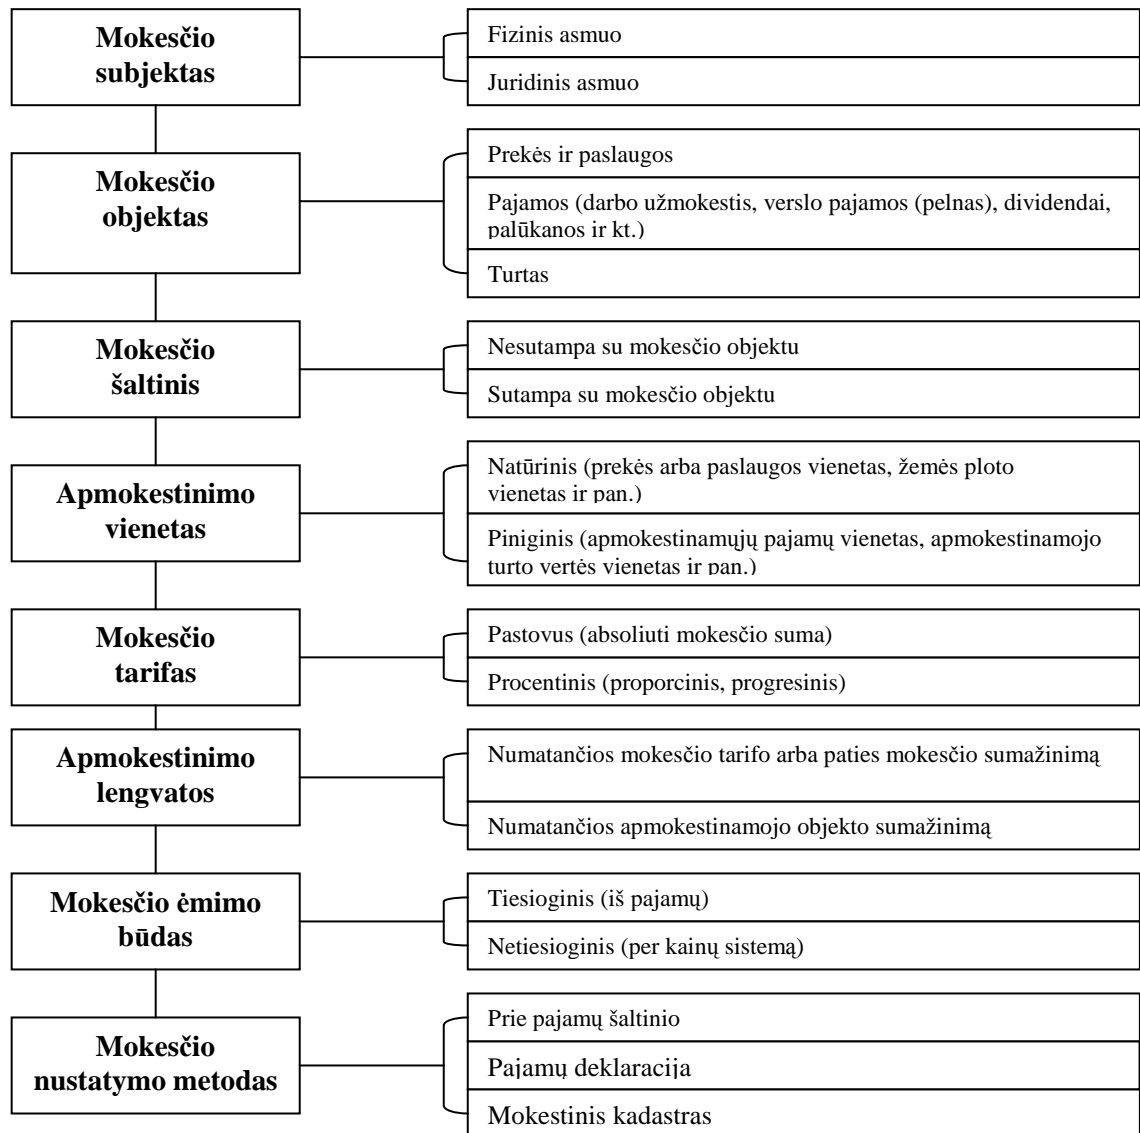 Mokesčio
subjektas
Fizinis asmuo
Juridinis asmuo
Mokesčio
objektas
Prekės ir paslaugos
Pajamos (darbo užmokestis, verslo pajamos (pelnas), dividendai,
palūkanos ir kt.)
Turtas
Mokesčio
šaltinis
Nesutampa su mokesčio objektu
Sutampa su mokesčio objektu
Apmokestinimo
vienetas
Natūrinis (prekės arba paslaugos vienetas, žemės ploto
vienetas ir pan.)
Piniginis (apmokestinamųjų pajamų vienetas, apmokestinamojo
turto vertės vienetas ir pan.)
Mokesčio
tarifas
Pastovus (absoliuti mokesčio suma)
Procentinis (proporcinis, progresinis)
Apmokestinimo
lengvatos
Numatančios mokesčio tarifo arba paties mokesčio sumažinimą
Numatančios apmokestinamojo objekto sumažinimą
Mokesčio ėmimo
būdas
Tiesioginis (iš pajamų)
Netiesioginis (per kainų sistemą)
Mokesčio
nustatymo metodas
Prie pajamų šaltinio
Pajamų deklaracija
Mokestinis kadastras